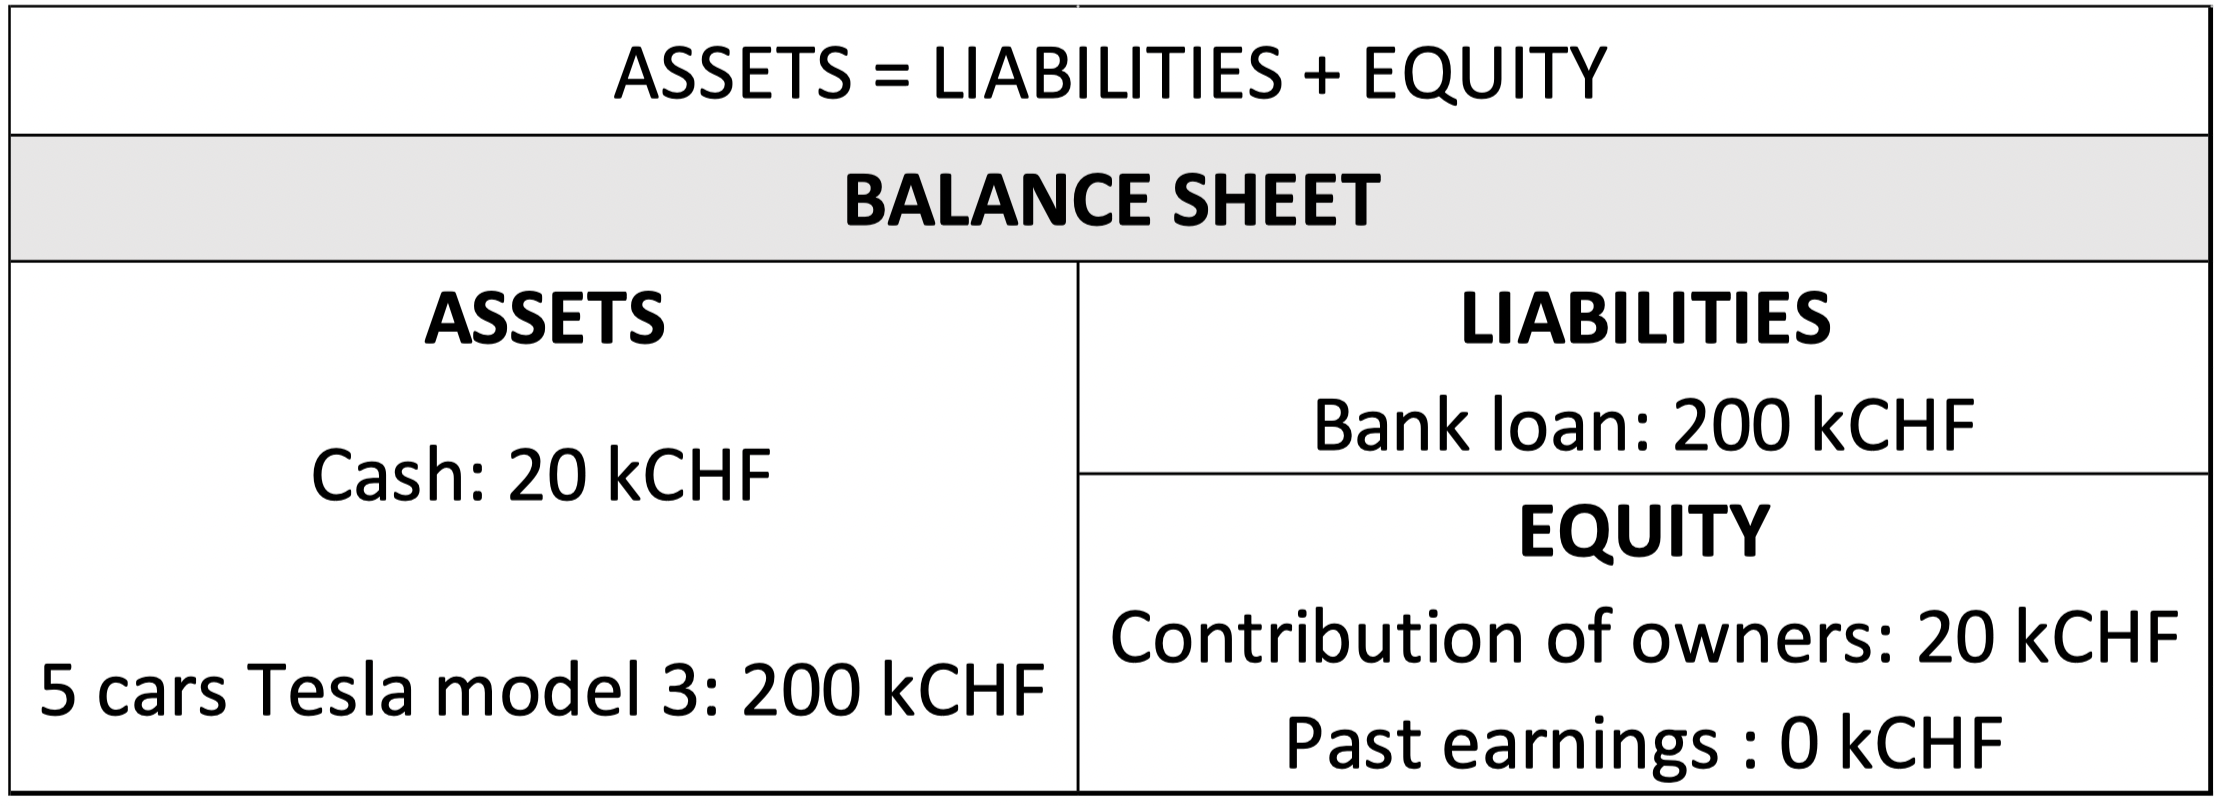 ASSETS = LIABILITIES + EQUITY
BALANCE SHEET
ASSETS
Cash: 20 kCHF
5 cars Tesla model 3: 200 kCHF
LIABILITIES
Bank loan: 200 kCHF
EQUITY
Contribution of owners: 20 kCHF
Past earnings : 0 kCHF